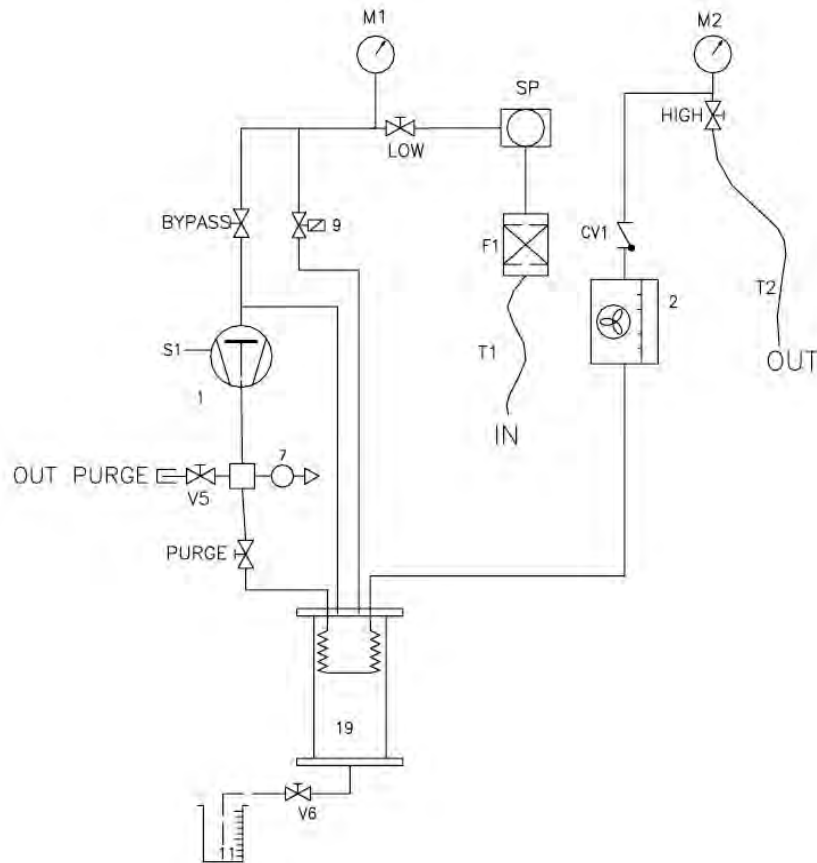 M1
M2
SP
HIGH
LOW
BYPASS
9
F1
CV1
T2
S1
2
T1
OUT
1
IN
7
OUT PURGE
V5
PURGE
19
V6
11